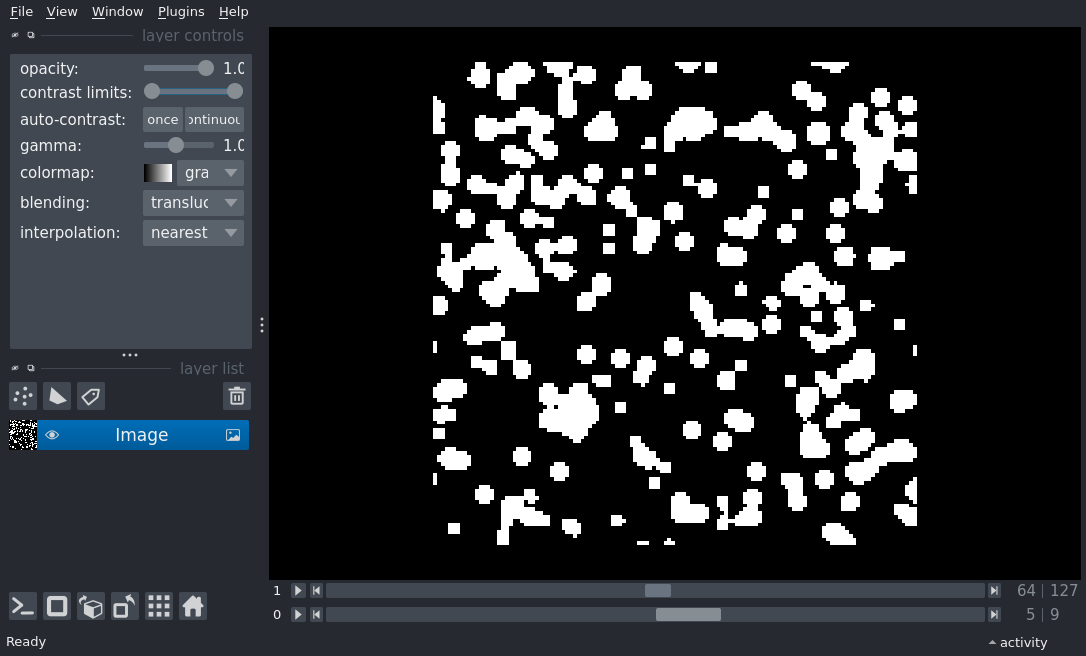 File View Window Plugins Help
layer controls
opacity: 1.0
contrast limits:
auto-contrast: once ontinuou
gamma: 1.0
colormap: gra
blending: transluc
interpolation: nearest
layer list
Image
1 64 127
0 5 9
Ready activity